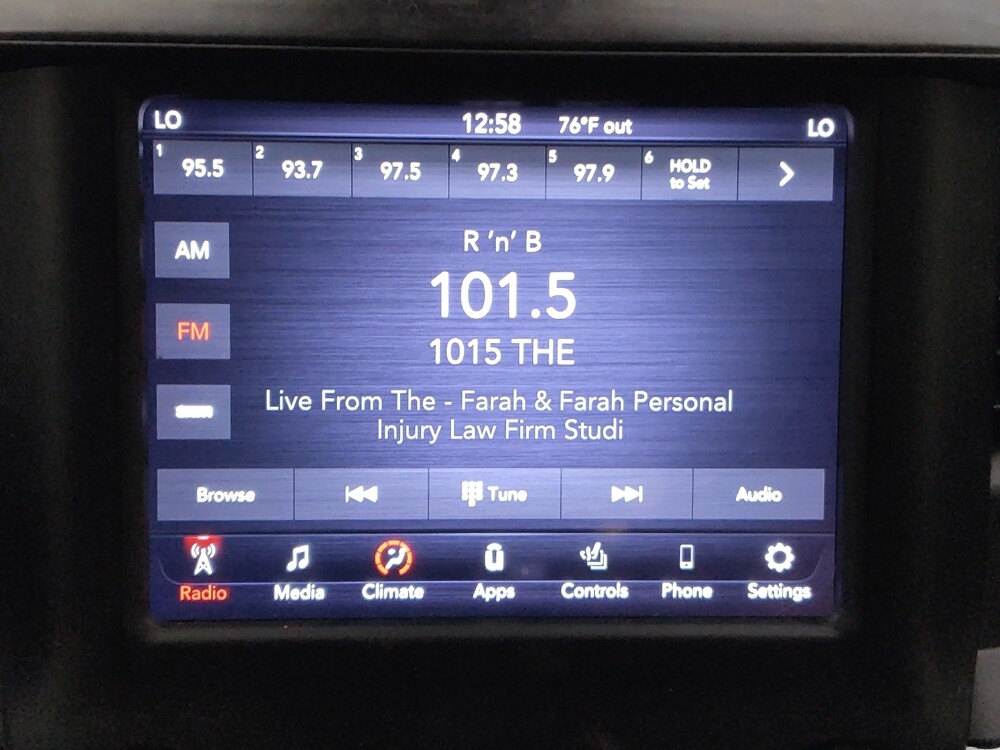 LO 12:58 76°F out LO
1 95.5 2 93.7 3 97.5 4 97.3 5 97.9 6 HOLD to Set
AM
R 'n' B
101.5
FM
1015 THE
Live From The - Farah & Farah Personal
Injury Law Firm Studi
Browse Tune Audio
Radio Media Climate Apps Controls Phone Settings